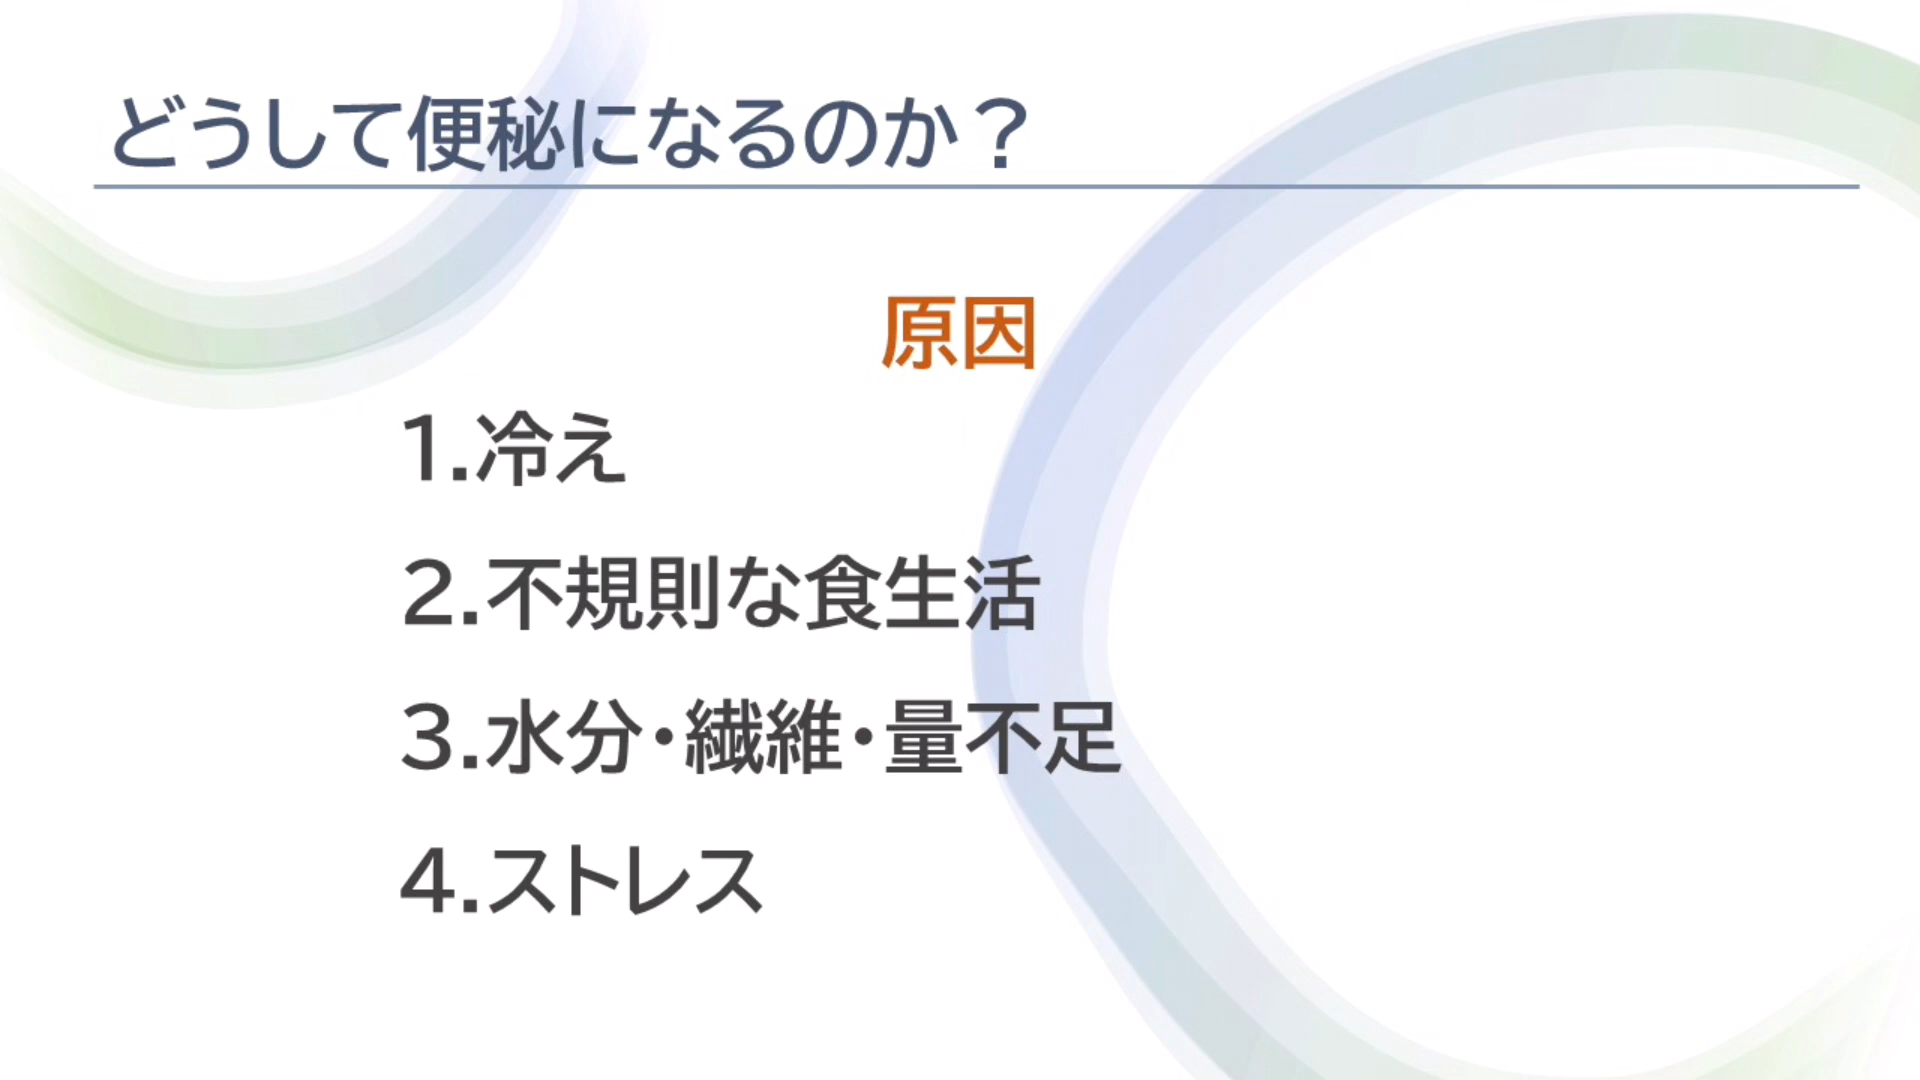 どうして便秘になるのか？
原因
1.冷え
2.不規則な食生活
3.水分・繊維・量不足
4.ストレス